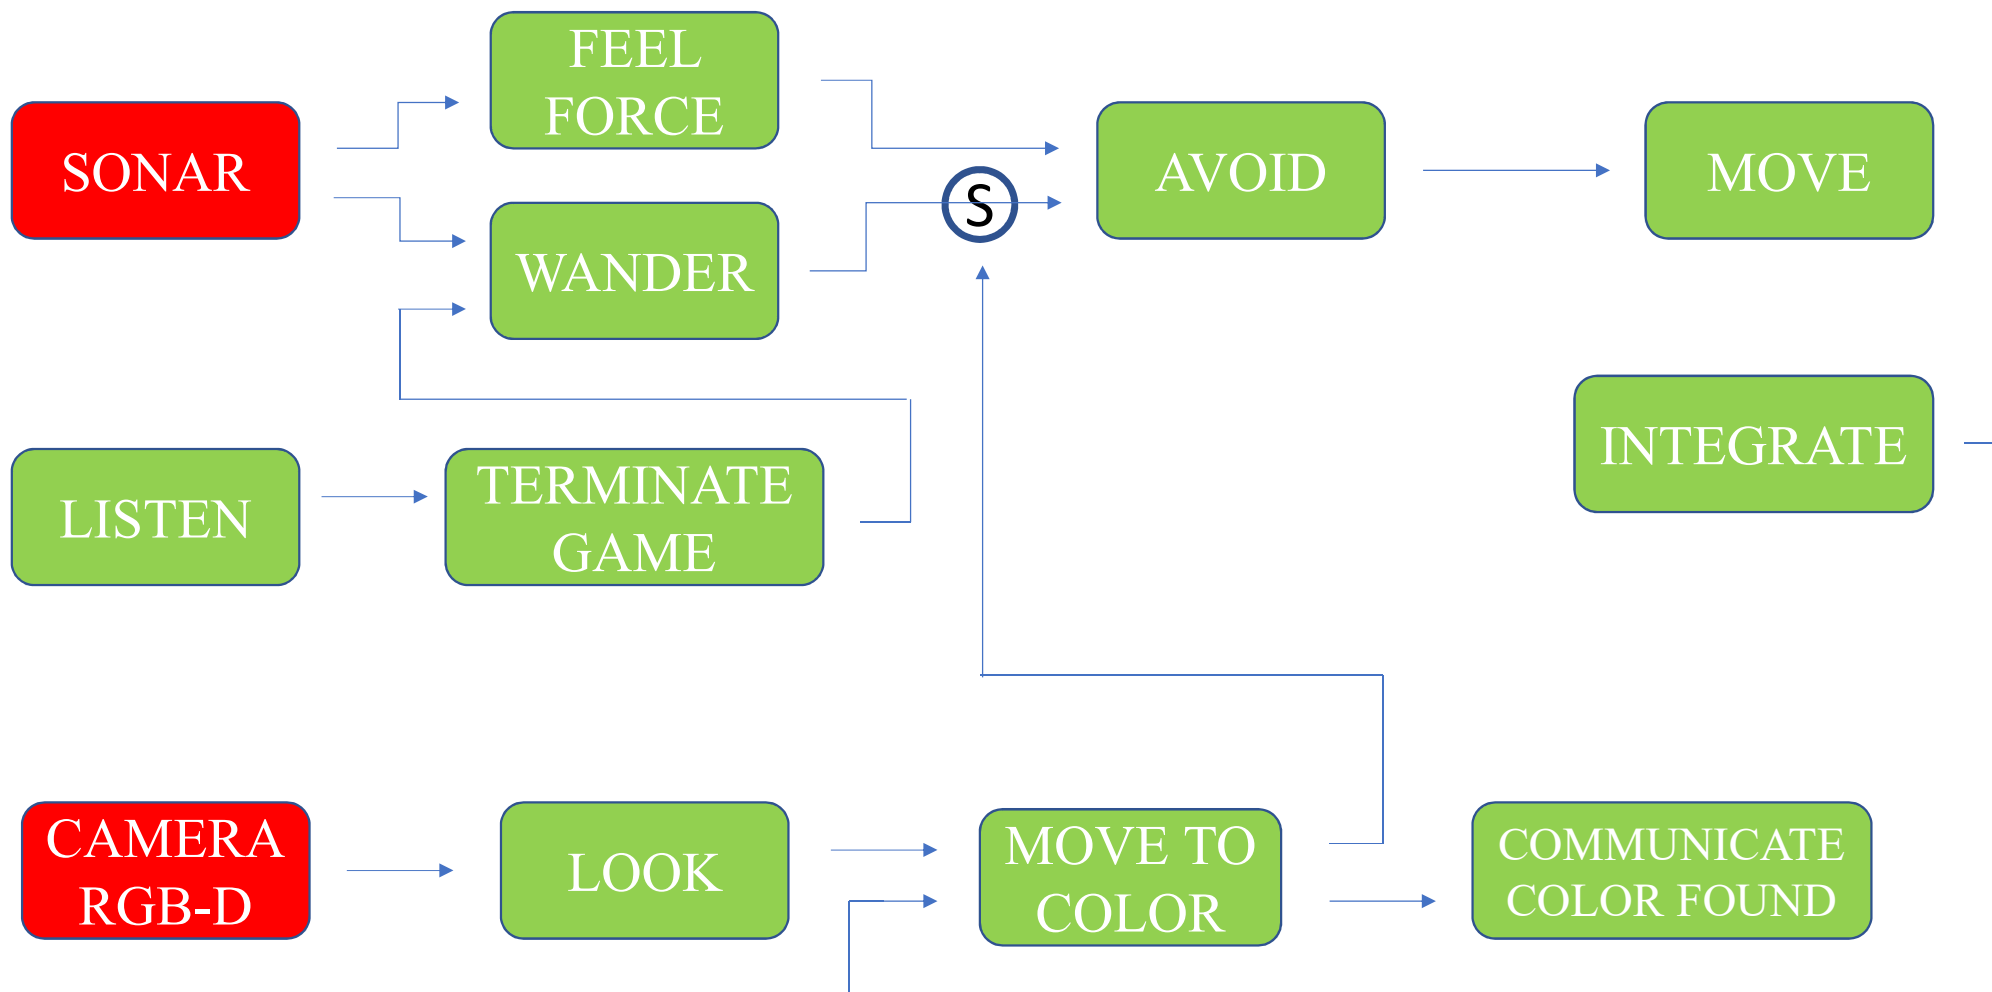 FEEL
FORCE
SONAR
AVOID
MOVE
S
WANDER
INTEGRATE
LISTEN
TERMINATE
GAME
CAMERA
RGB-D
LOOK
MOVE TO
COLOR
COMMUNICATE
COLOR FOUND